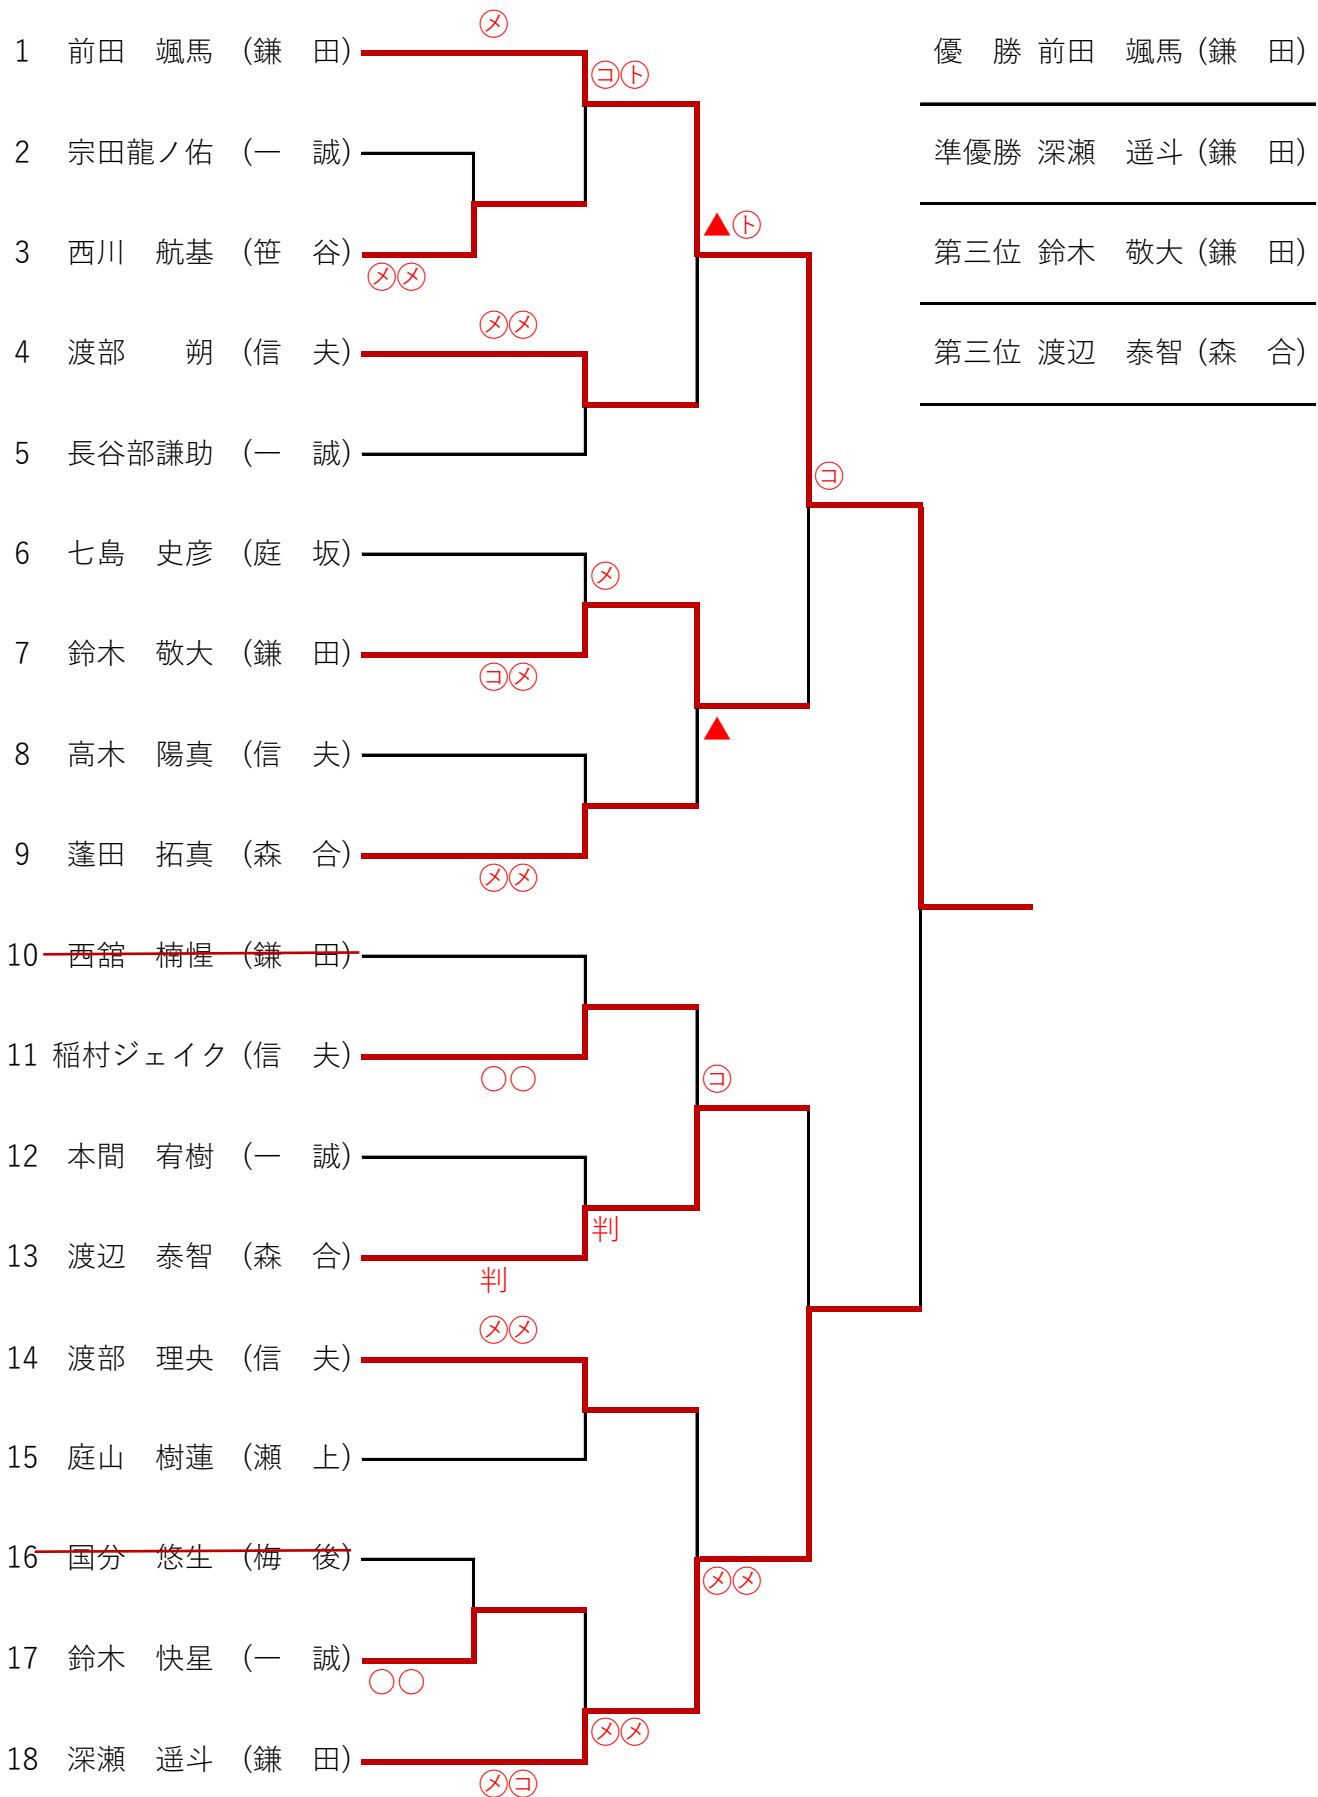 ㋱
1 前田 颯馬 (鎌 田)
優 勝 前田 颯馬 (鎌 田)
㋙㋣
2 宗田龍ノ佑 (一 誠)
準優勝 深瀬 遥斗 (鎌 田)
▲㋣
3 西川 航基 (笹 谷)
第三位 鈴木 敬大 (鎌 田)
㋱㋱
㋱㋱
4 渡部 朔 (信 夫)
第三位 渡辺 泰智 (森 合)
5 長谷部謙助 (一 誠)
㋙
6 七島 史彦 (庭 坂)
㋱
7 鈴木 敬大 (鎌 田)
㋙㋱
▲
8 高木 陽真 (信 夫)
9 蓬田 拓真 (森 合)
㋱㋱
10 西舘 楠惺 (鎌 田)
11 稲村ジェイク (信 夫)
○○
㋙
12 本間 宥樹 (一 誠)
判
13 渡辺 泰智 (森 合)
判
㋱㋱
14 渡部 理央 (信 夫)
15 庭山 樹蓮 (瀬 上)
16 国分 悠生 (梅 後)
㋱㋱
17 鈴木 快星 (一 誠)
○○
㋱㋱
18 深瀬 遥斗 (鎌 田)
㋱㋙